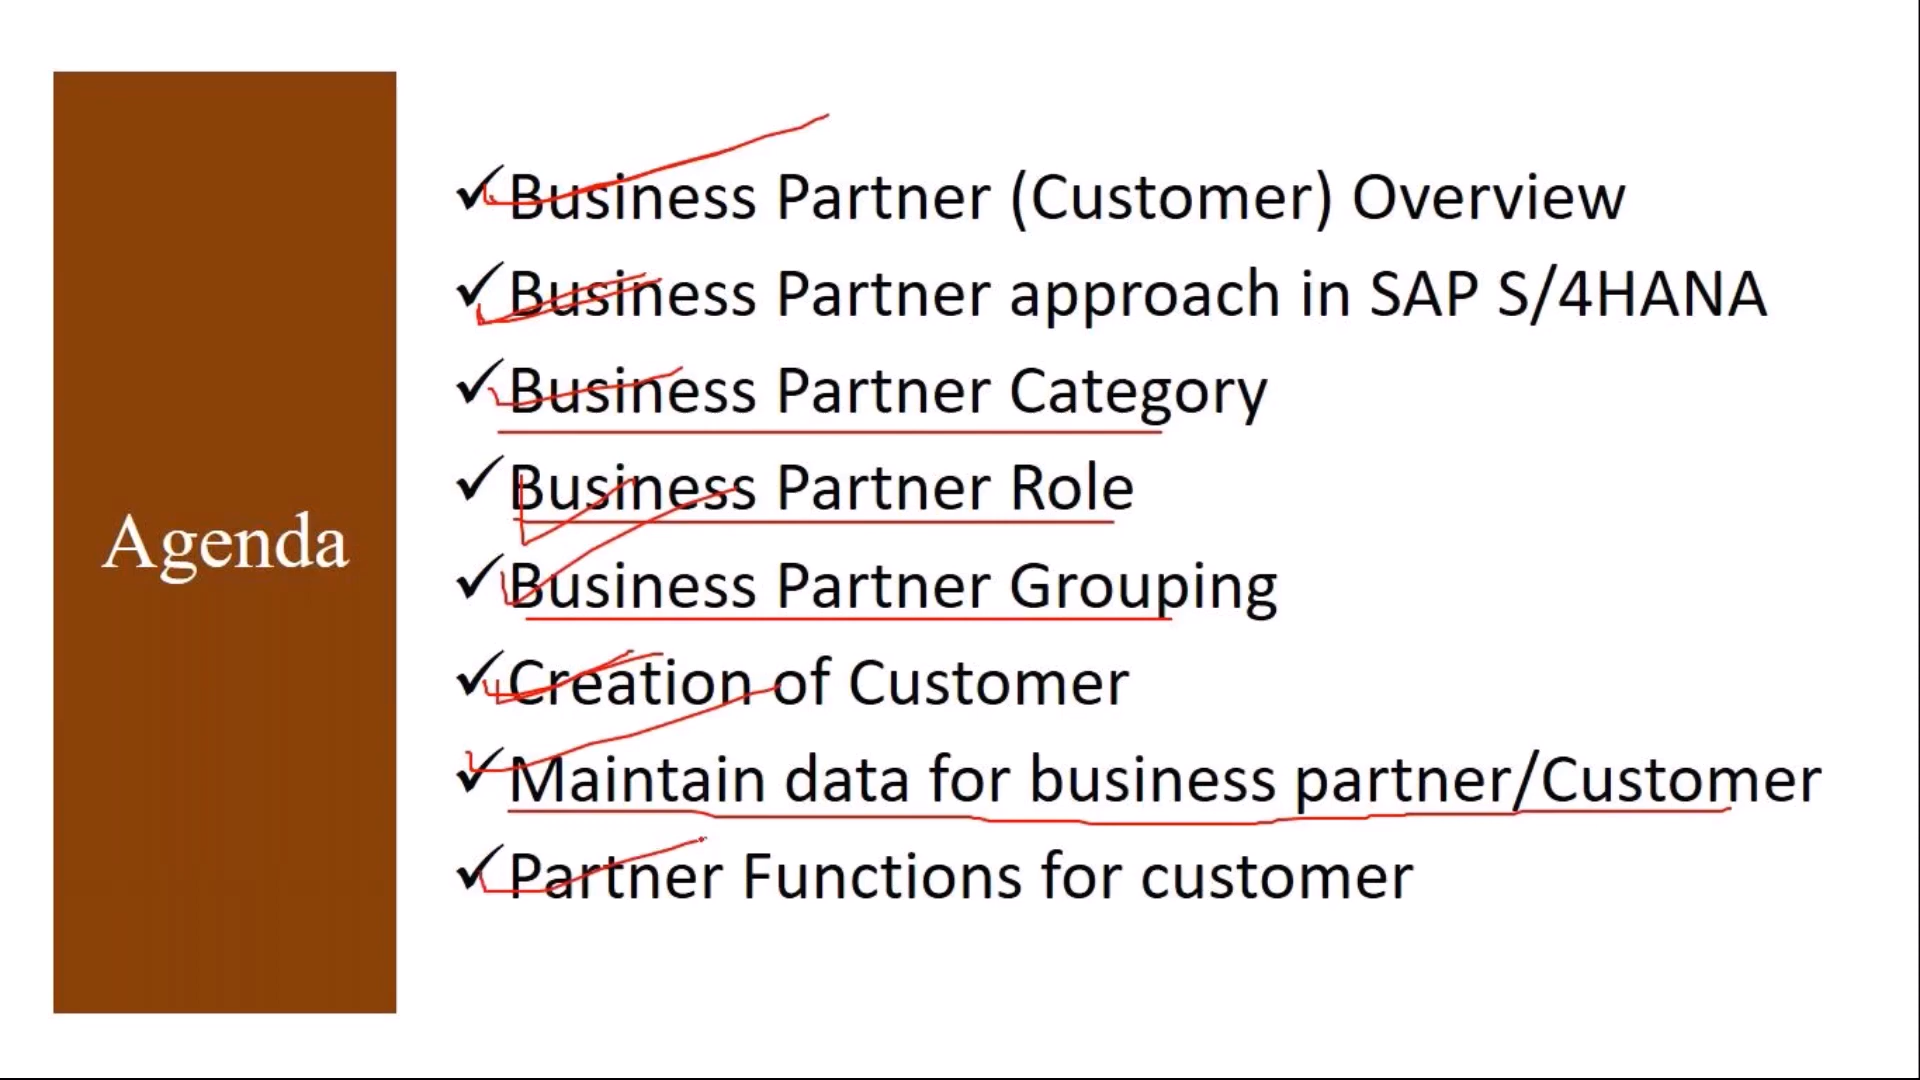 Agenda
Business Partner (Customer) Overview
Business Partner approach in SAP S/4HANA
Business Partner Category
Business Partner Role
Business Partner Grouping
Creation of Customer
Maintain data for business partner/Customer
Partner Functions for customer